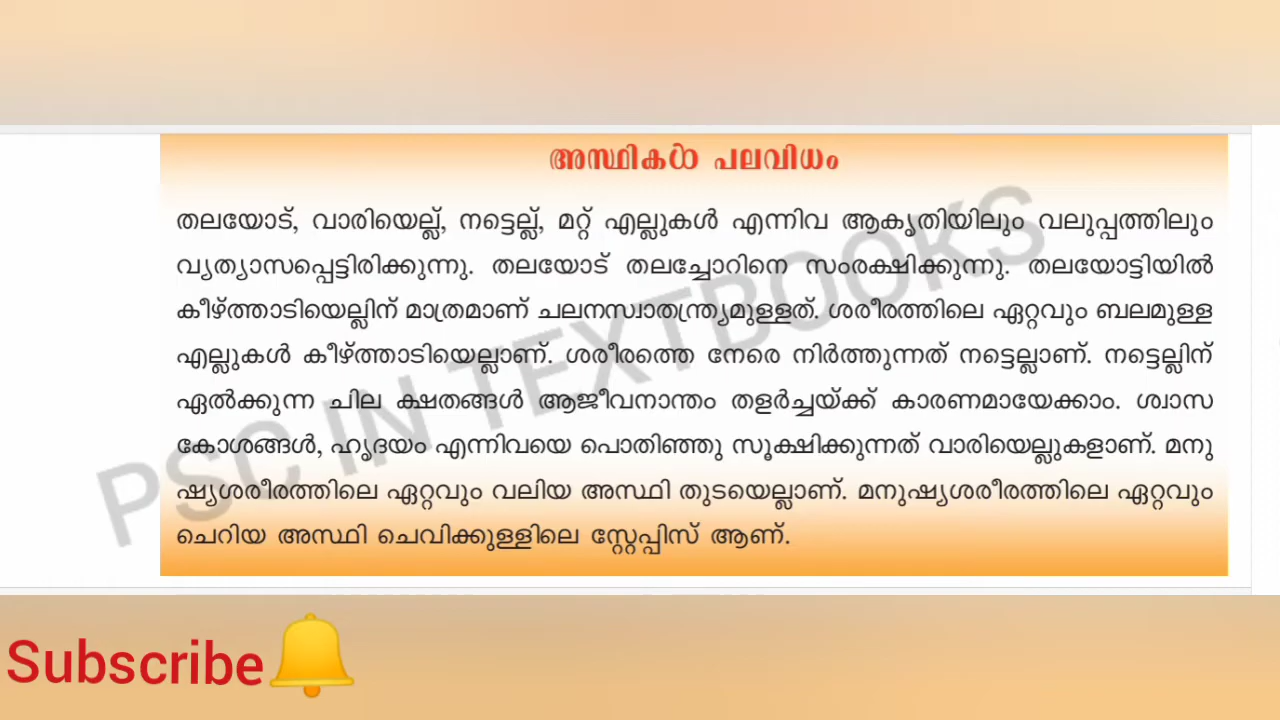 അസ്ഥികൾ പലവിധം
തലയോട്, വാരിയെല്ല്, നട്ടെല്ല്, മറ്റ് എല്ലുകൾ എന്നിവ ആകൃതിയിലും വലുപ്പത്തിലും
വ്യത്യാസപ്പെട്ടിരിക്കുന്നു. തലയോട് തലച്ചോറിനെ സംരക്ഷിക്കുന്നു. തലയോട്ടിയിൽ
കീഴ്ത്താടിയെല്ലിന് മാത്രമാണ് ചലനസ്വാതന്ത്ര്യമുള്ളത്. ശരീരത്തിലെ ഏറ്റവും ബലമുള്ള
എല്ലുകൾ കീഴ്ത്താടിയെല്ലാണ്. ശരീരത്തെ നേരെ നിർത്തുന്നത് നട്ടെല്ലാണ്. നട്ടെല്ലിന്
ഏൽക്കുന്ന ചില ക്ഷതങ്ങൾ ആജീവനാന്തം തളർച്ചയ്ക്ക് കാരണമായേക്കാം. ശ്വാസ
കോശങ്ങൾ, ഹൃദയം എന്നിവയെ പൊതിഞ്ഞു സൂക്ഷിക്കുന്നത് വാരിയെല്ലുകളാണ്. മനു
ഷ്യശരീരത്തിലെ ഏറ്റവും വലിയ അസ്ഥി തുടയെല്ലാണ്. മനുഷ്യശരീരത്തിലെ ഏറ്റവും
ചെറിയ അസ്ഥി ചെവിക്കുള്ളിലെ സ്റ്റേപ്പിസ് ആണ്.
PSC IN TEXTBOOKS
Subscribe